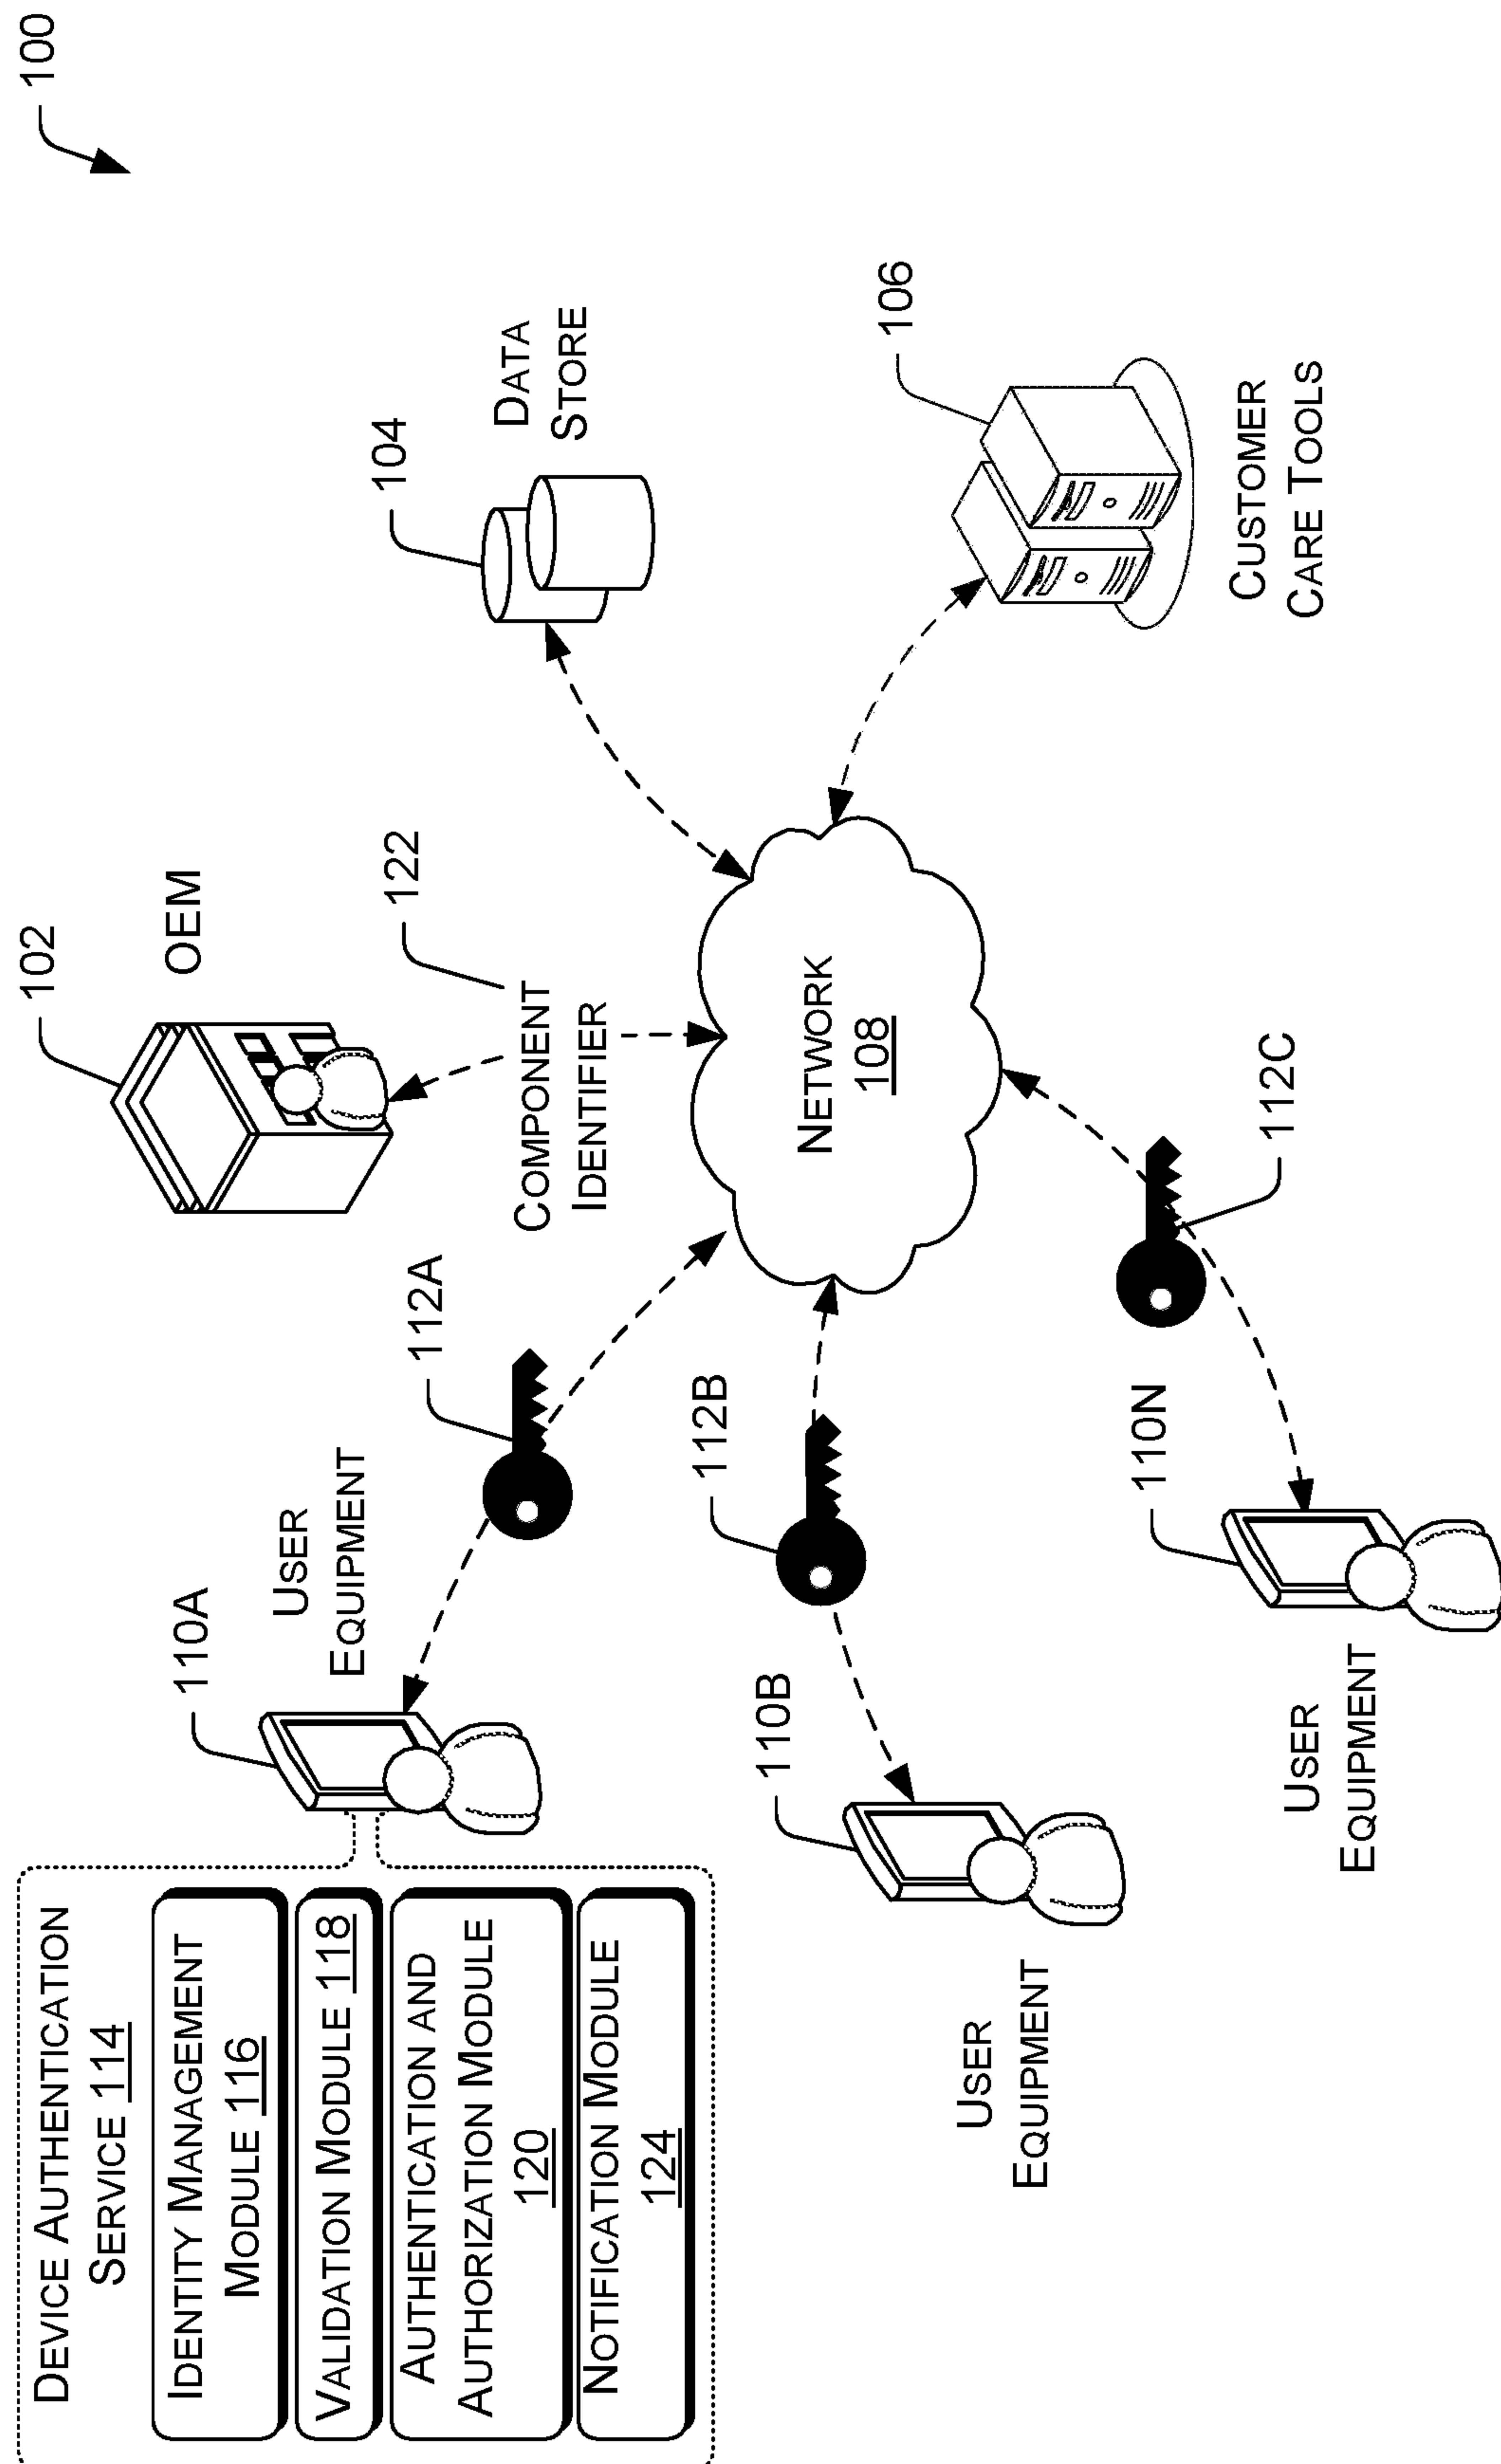 100
102
OEM
104
DATA
STORE
122
COMPONENT
IDENTIFIER
106
CUSTOMER
CARE TOOLS
NETWORK
108
112A
112B
112C
110A
USER
EQUIPMENT
110B
USER
EQUIPMENT
110N
USER
EQUIPMENT
DEVICE AUTHENTICATION
SERVICE 114
IDENTITY MANAGEMENT
MODULE 116
VALIDATION MODULE 118
AUTHENTICATION AND
AUTHORIZATION MODULE
120
NOTIFICATION MODULE
124